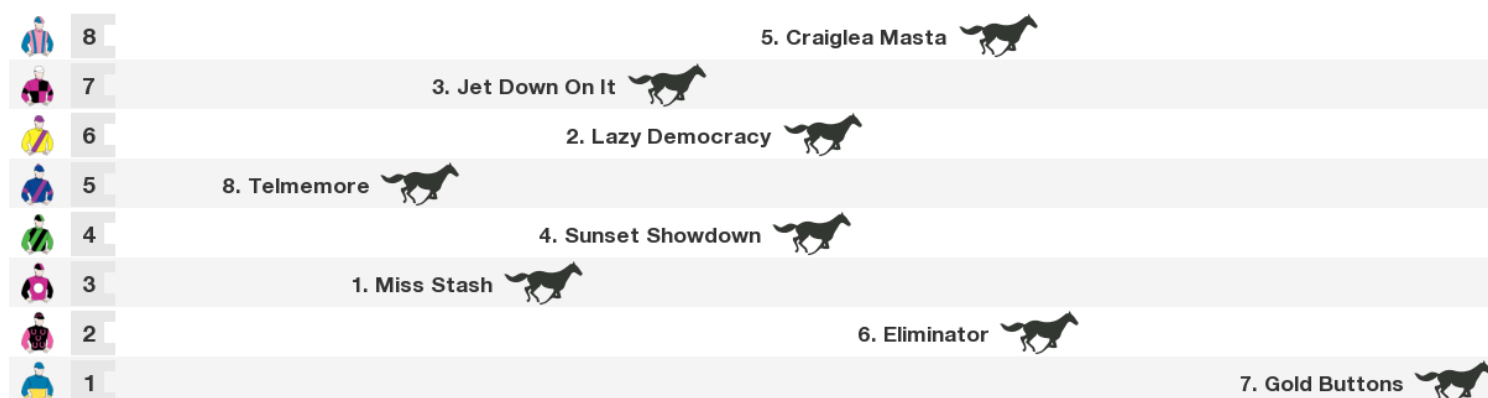 8 5. Craiglea Masta
7 3. Jet Down On It
6 2. Lazy Democracy
5 8. Telmemore
4 4. Sunset Showdown
3 1. Miss Stash
2 6. Eliminator
1 7. Gold Buttons